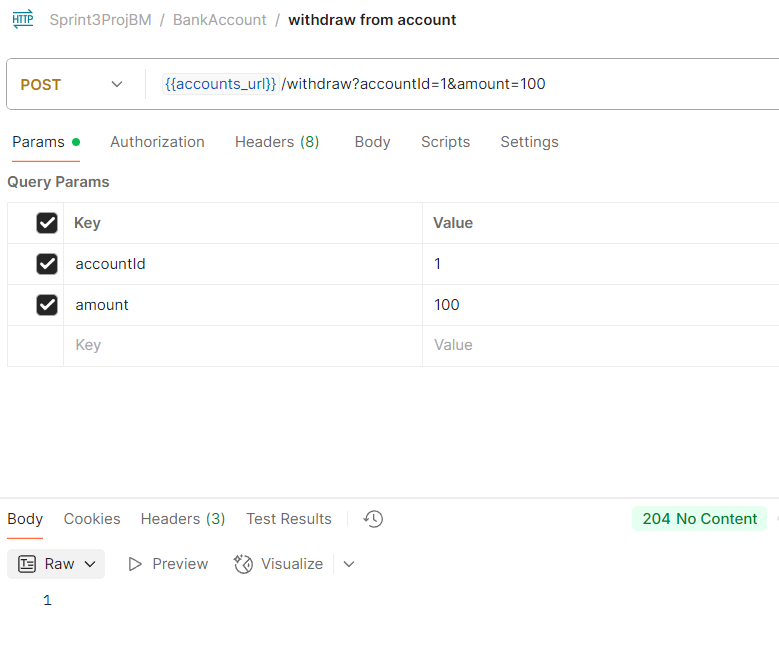 HTTP Sprint3ProjBM / BankAccount / withdraw from account
POST {{accounts_url}} /withdraw?accountId=1&amount=100
Params Authorization Headers (8) Body Scripts Settings
Query Params
Key Value
accountId 1
amount 100
Key Value
Body Cookies Headers (3) Test Results 204 No Content
Raw Preview Visualize
1